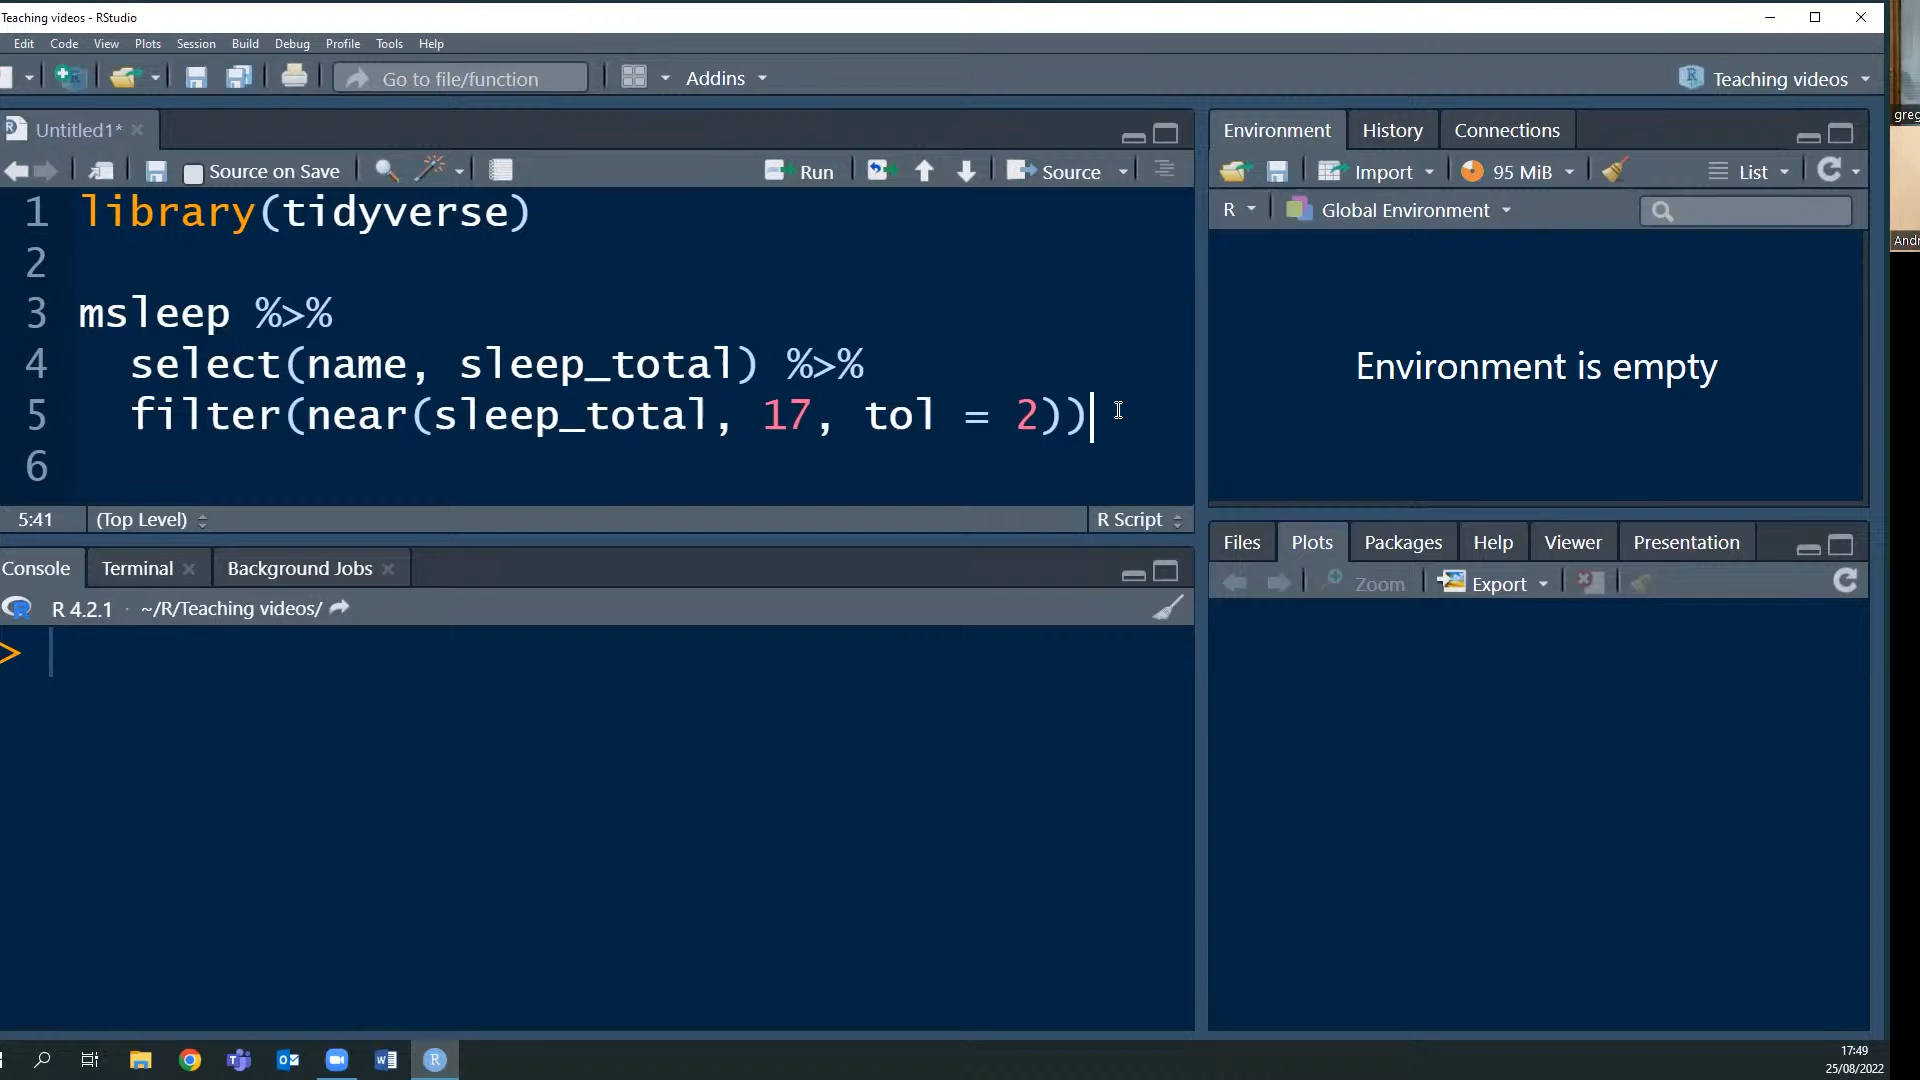 Teaching videos - RStudio
Edit Code View Plots Session Build Debug Profile Tools Help
Go to file/function
Addins
Teaching videos
Untitled1*
Source on Save
Run
Source
1 library(tidyverse)
2
3 msleep %>%
4 select(name, sleep_total) %>%
5 filter(near(sleep_total, 17, tol = 2))
6
5:41 (Top Level) R Script
Console Terminal Background Jobs
R 4.2.1 · ~/R/Teaching videos/
>
Environment History Connections
Import 95 MiB List
R Global Environment
Environment is empty
Files Plots Packages Help Viewer Presentation
Zoom Export
greg
Andr
17:49
25/08/2022